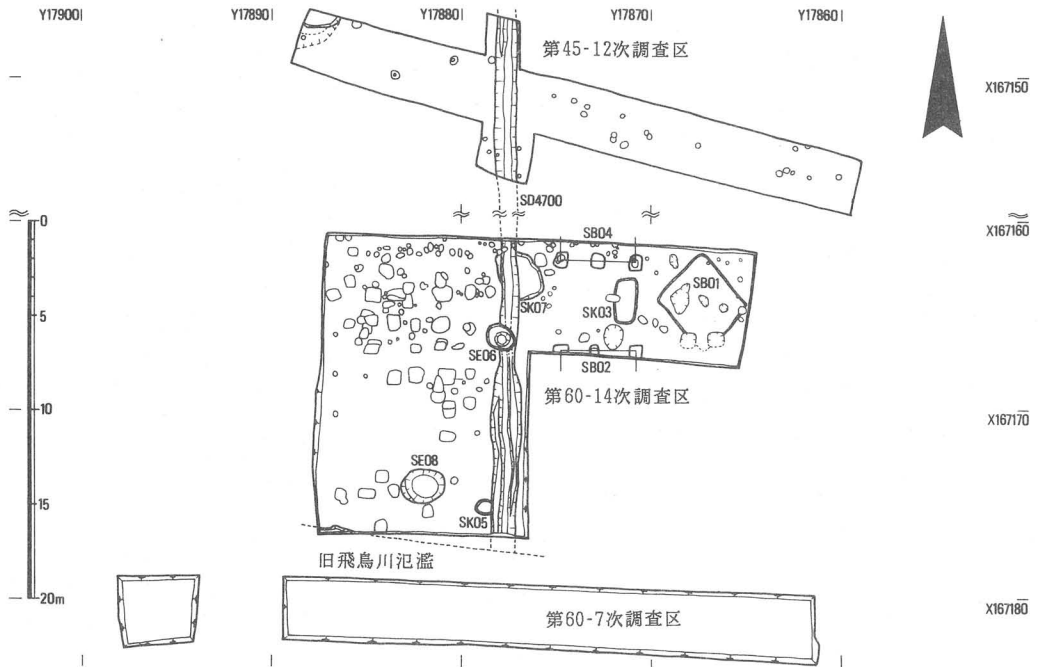 Y17900
Y17890
Y17880
Y17870
Y17860
第45-12次調査区
X167150
SD4700
0
SB04
X167160
SB01
SK07
SK03
5
SE06
SB02
第60-14次調査区
10
X167170
SE08
15
SK05
旧飛鳥川氾濫
20m
第60-7次調査区
X167180